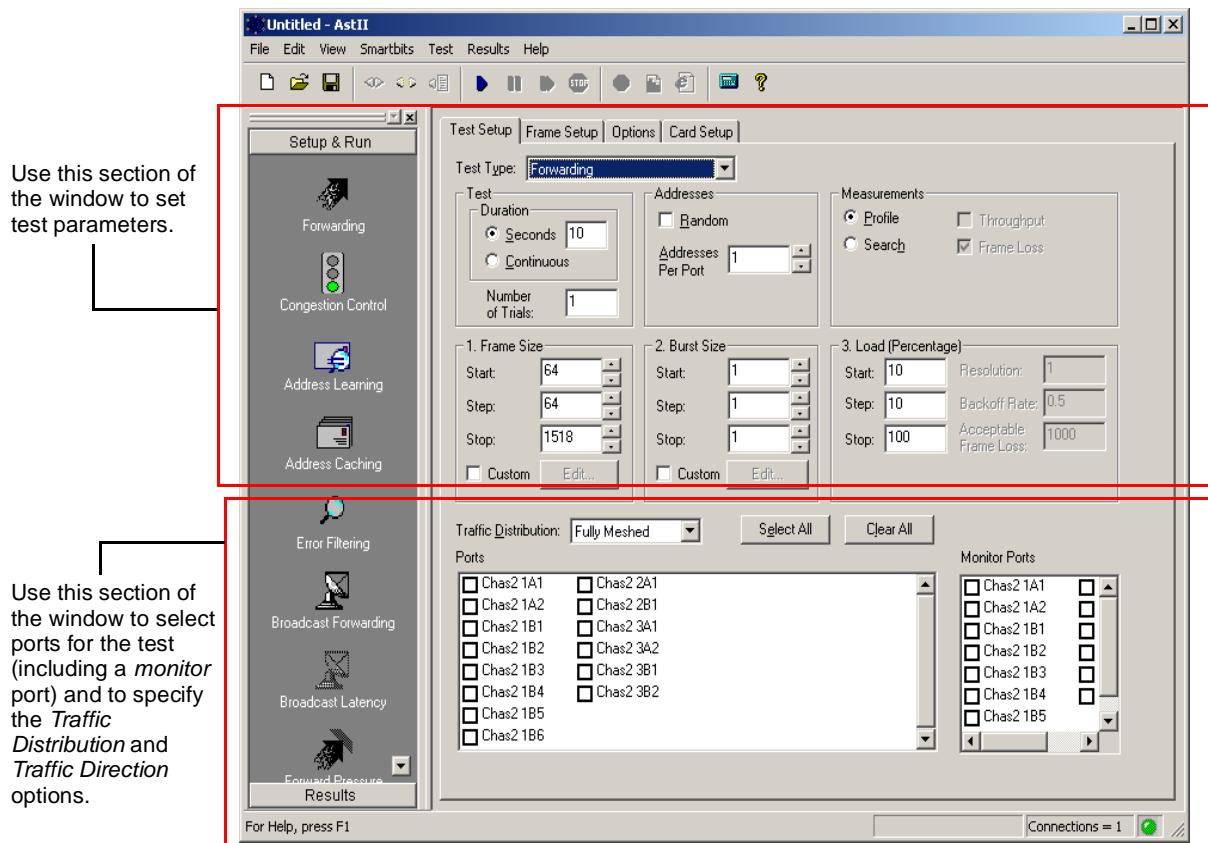 Untitled - AstII
File Edit View Smartbits Test Results Help
STOP
Use this section of
the window to set
test parameters.
Setup & Run
Forwarding
Congestion Control
Address Learning
Address Caching
Error Filtering
Broadcast Forwarding
Broadcast Latency
Forward Pressure
Results
Test Setup Frame Setup Options Card Setup
Test Type: Forwarding
Test
Duration
Seconds 10
Continuous
Number
of Trials: 1
Addresses
Random
Addresses
Per Port 1
Measurements
Profile Throughput
Search Frame Loss
1. Frame Size
Start: 64
Step: 64
Stop: 1518
Custom Edit...
2. Burst Size
Start: 1
Step: 1
Stop: 1
Custom Edit...
3. Load (Percentage)
Start: 10 Resolution: 1
Step: 10 Backoff Rate: 0.5
Stop: 100 Acceptable
Frame Loss: 1000
Use this section of
the window to select
ports for the test
(including a monitor
port) and to specify
the Traffic
Distribution and
Traffic Direction
options.
Traffic Distribution: Fully Meshed Select All Clear All
Ports
Chas2 1A1 Chas2 2A1
Chas2 1A2 Chas2 2B1
Chas2 1B1 Chas2 3A1
Chas2 1B2 Chas2 3A2
Chas2 1B3 Chas2 3B1
Chas2 1B4 Chas2 3B2
Chas2 1B5
Chas2 1B6
Monitor Ports
Chas2 1A1
Chas2 1A2
Chas2 1B1
Chas2 1B2
Chas2 1B3
Chas2 1B4
Chas2 1B5
For Help, press F1
Connections = 1